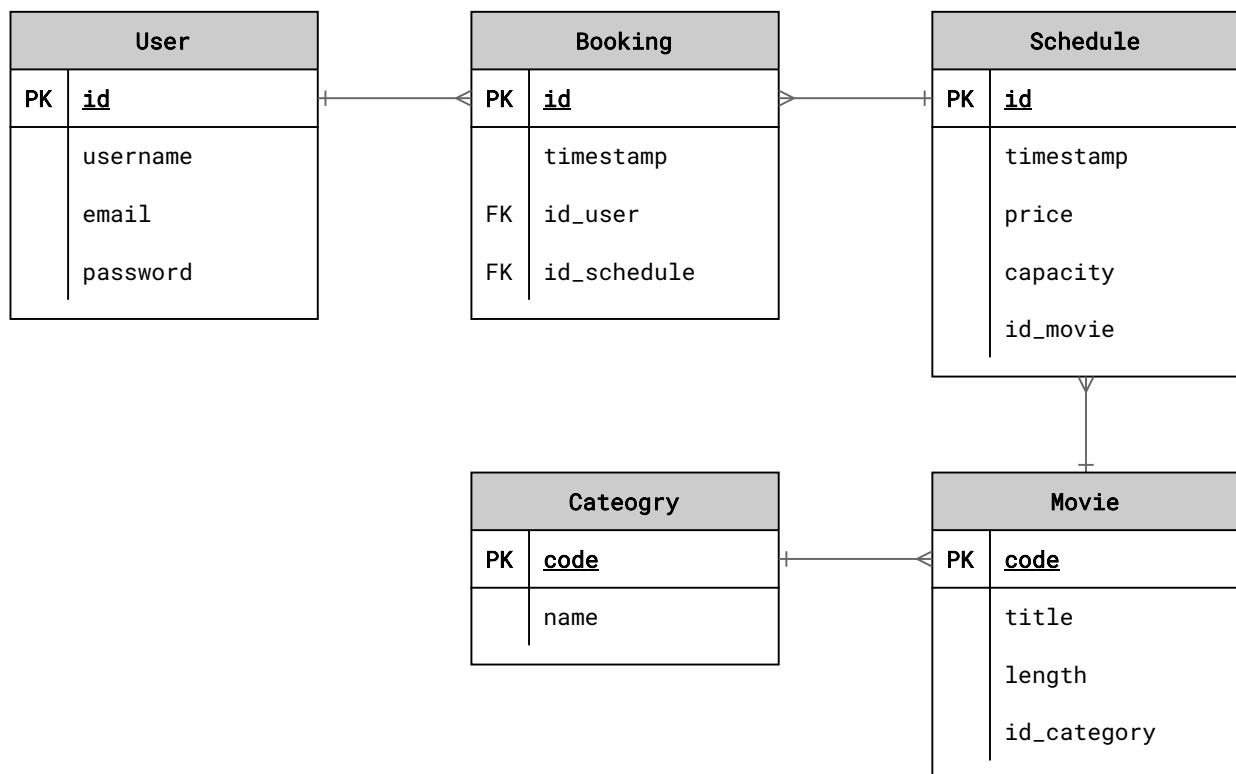 User
PK id
username
email
password
Booking
PK id
timestamp
FK id_user
FK id_schedule
Schedule
PK id
timestamp
price
capacity
id_movie
Cateogry
PK code
name
Movie
PK code
title
length
id_category